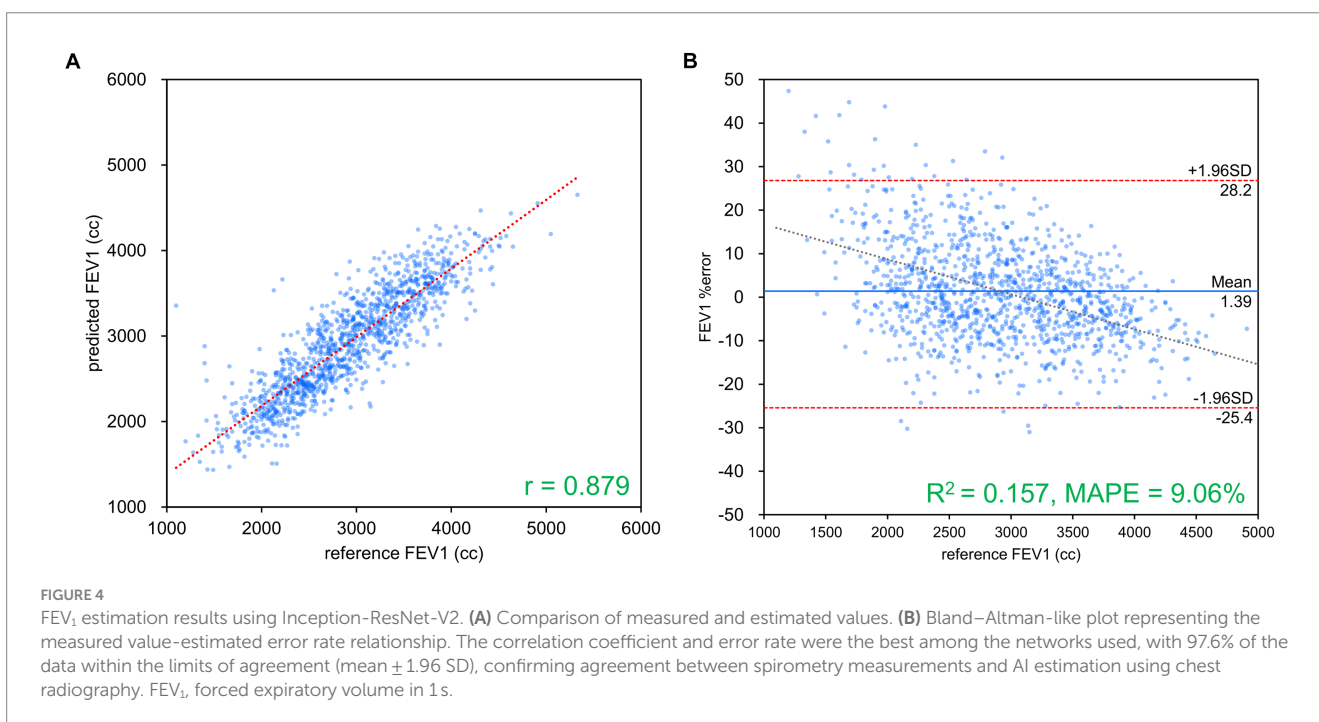 A
6000
5000
4000
3000
2000
1000
predicted FEV1 (cc)
1000 2000 3000 4000 5000 6000
reference FEV1 (cc)
r = 0.879
B
50
40
30
20
10
0
-10
-20
-30
-40
-50
FEV1 %error
+1.96SD
28.2
Mean
1.39
-1.96SD
-25.4
R² = 0.157, MAPE = 9.06%
1000 1500 2000 2500 3000 3500 4000 4500 5000
reference FEV1 (cc)
FIGURE 4
FEV₁ estimation results using Inception-ResNet-V2. (A) Comparison of measured and estimated values. (B) Bland–Altman-like plot representing the
measured value-estimated error rate relationship. The correlation coefficient and error rate were the best among the networks used, with 97.6% of the
data within the limits of agreement (mean ± 1.96 SD), confirming agreement between spirometry measurements and AI estimation using chest
radiography. FEV₁, forced expiratory volume in 1 s.